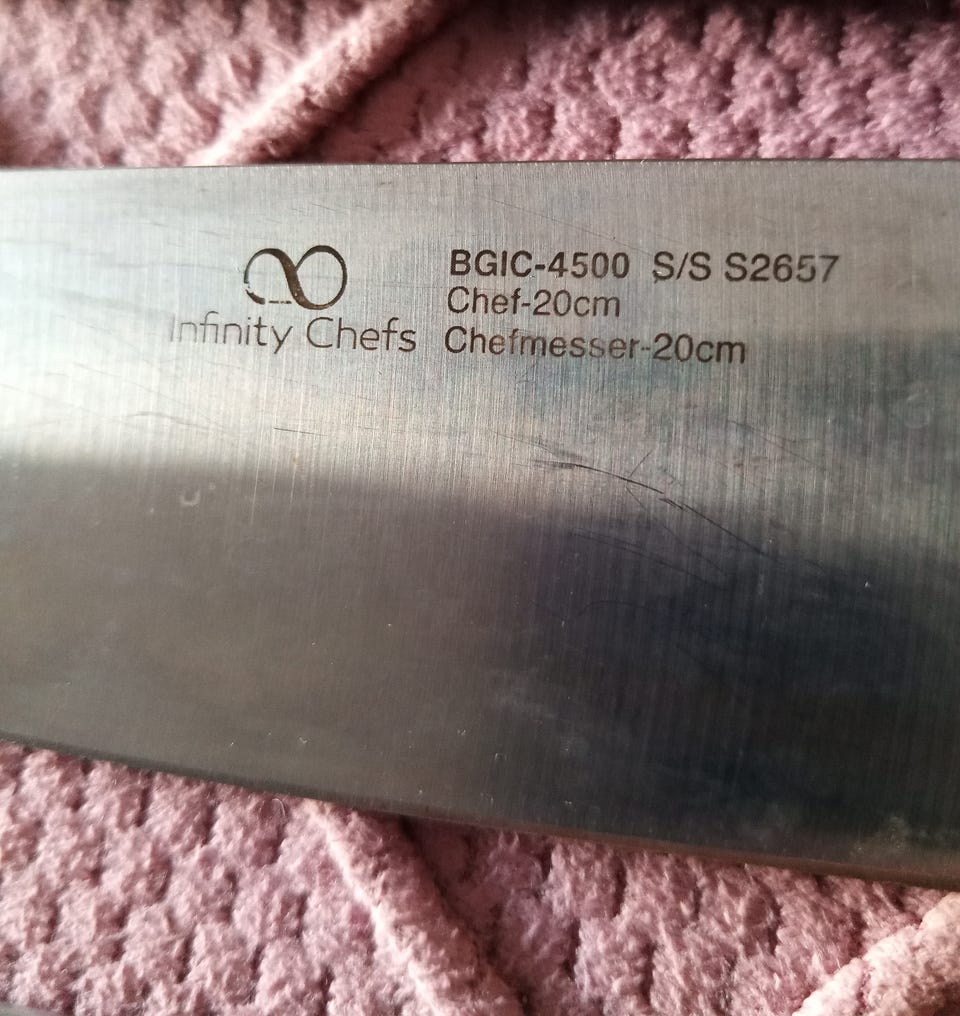 BGIC-4500 S/S S2657
Chef-20cm
Infinity Chefs
Chefmesser-20cm